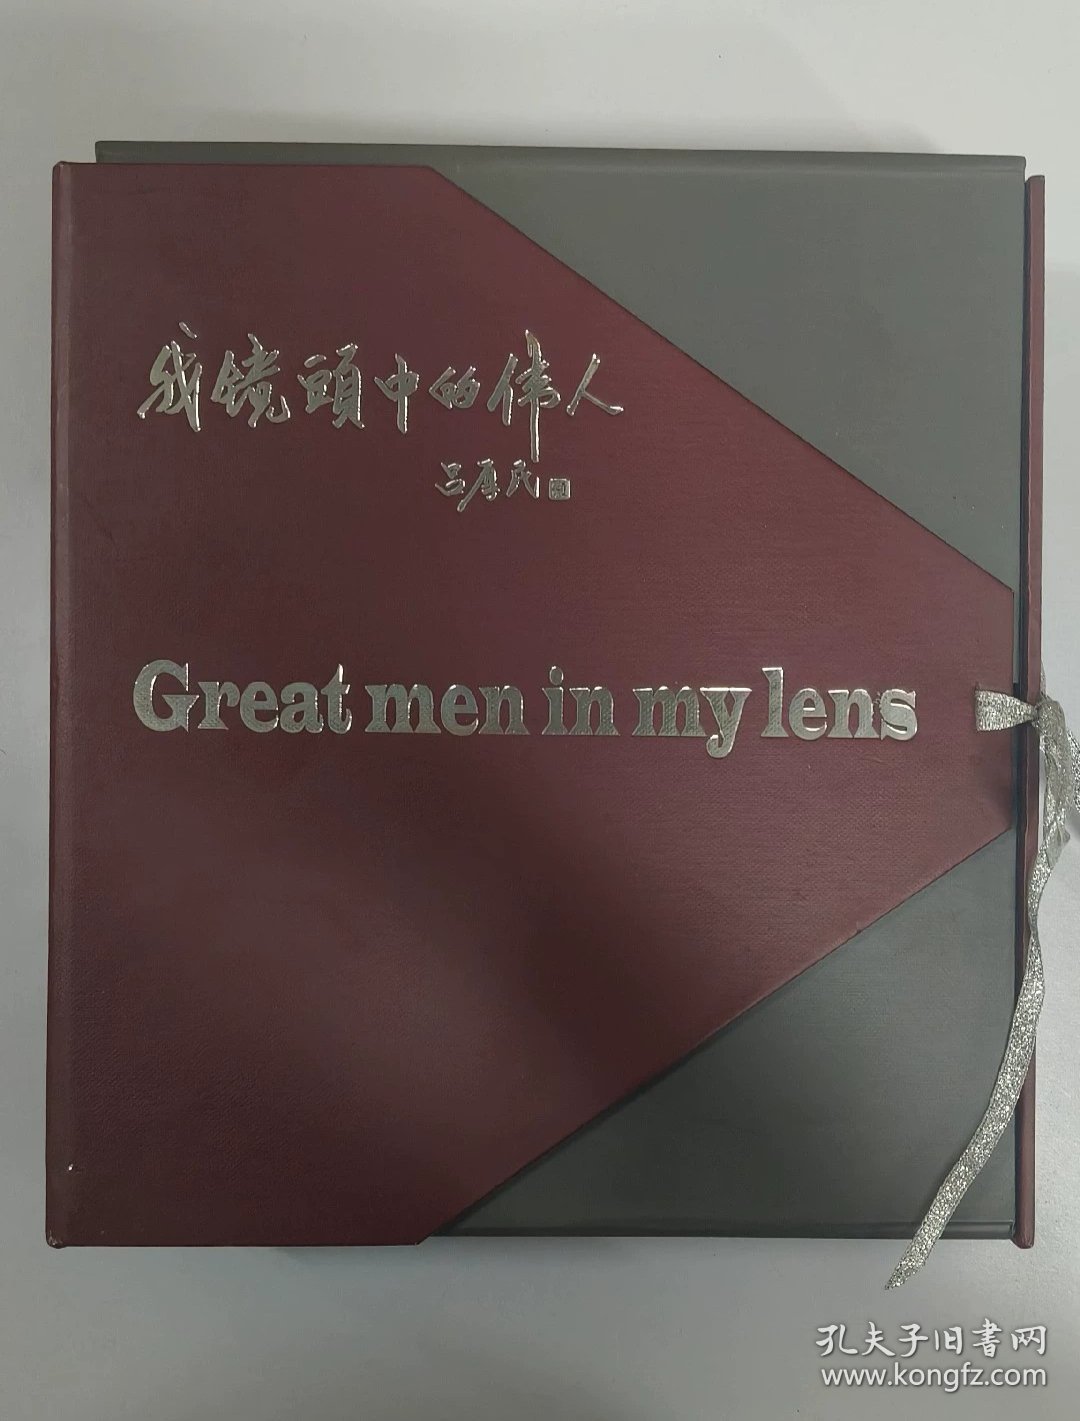 我镜頭中的伟人
吕厚民
Great men in my lens
孔夫子旧书网
www.kongfz.com